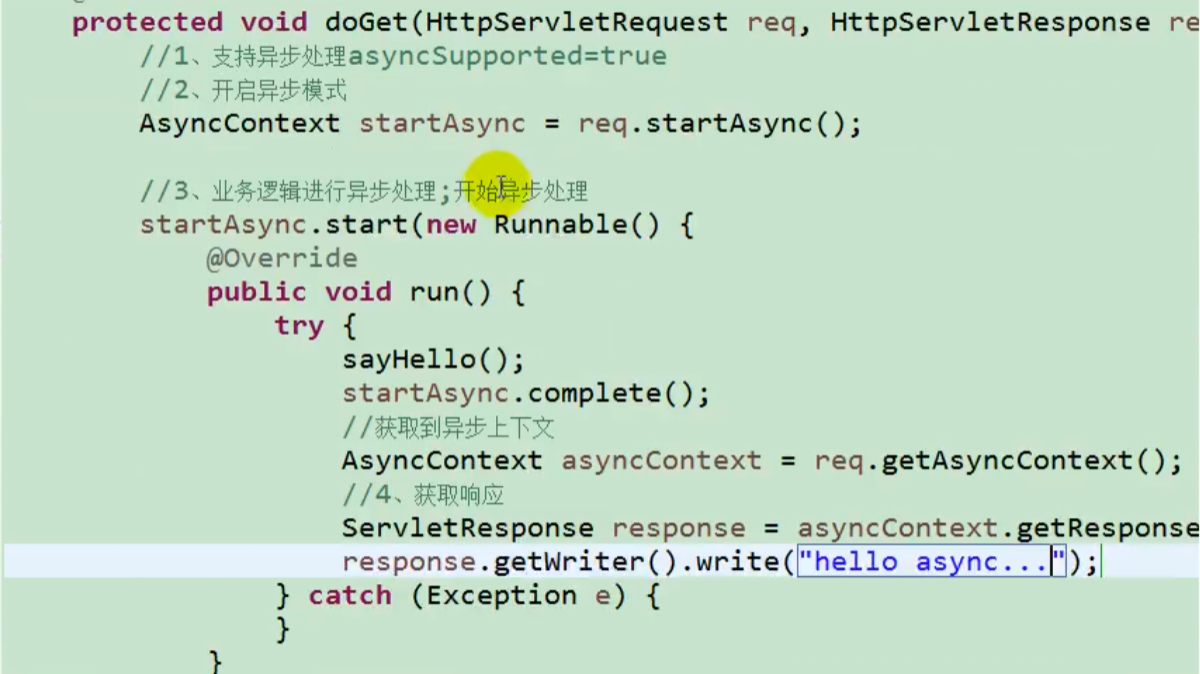 protected void doGet(HttpServletRequest req, HttpServletResponse re
//1、支持异步处理asyncSupported=true
//2、开启异步模式
AsyncContext startAsync = req.startAsync();
//3、业务逻辑进行异步处理;开始异步处理
startAsync.start(new Runnable() {
@Override
public void run() {
try {
sayHello();
startAsync.complete();
//获取到异步上下文
AsyncContext asyncContext = req.getAsyncContext();
//4、获取响应
ServletResponse response = asyncContext.getResponse
response.getWriter().write("hello async...");
} catch (Exception e) {
}
}